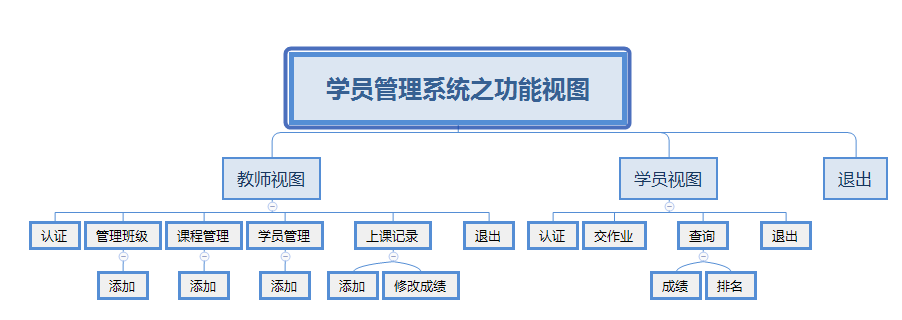 学员管理系统之功能视图
教师视图
学员视图
退出
认证
管理班级
课程管理
学员管理
上课记录
退出
认证
交作业
查询
退出
添加
添加
添加
添加
修改成绩
成绩
排名